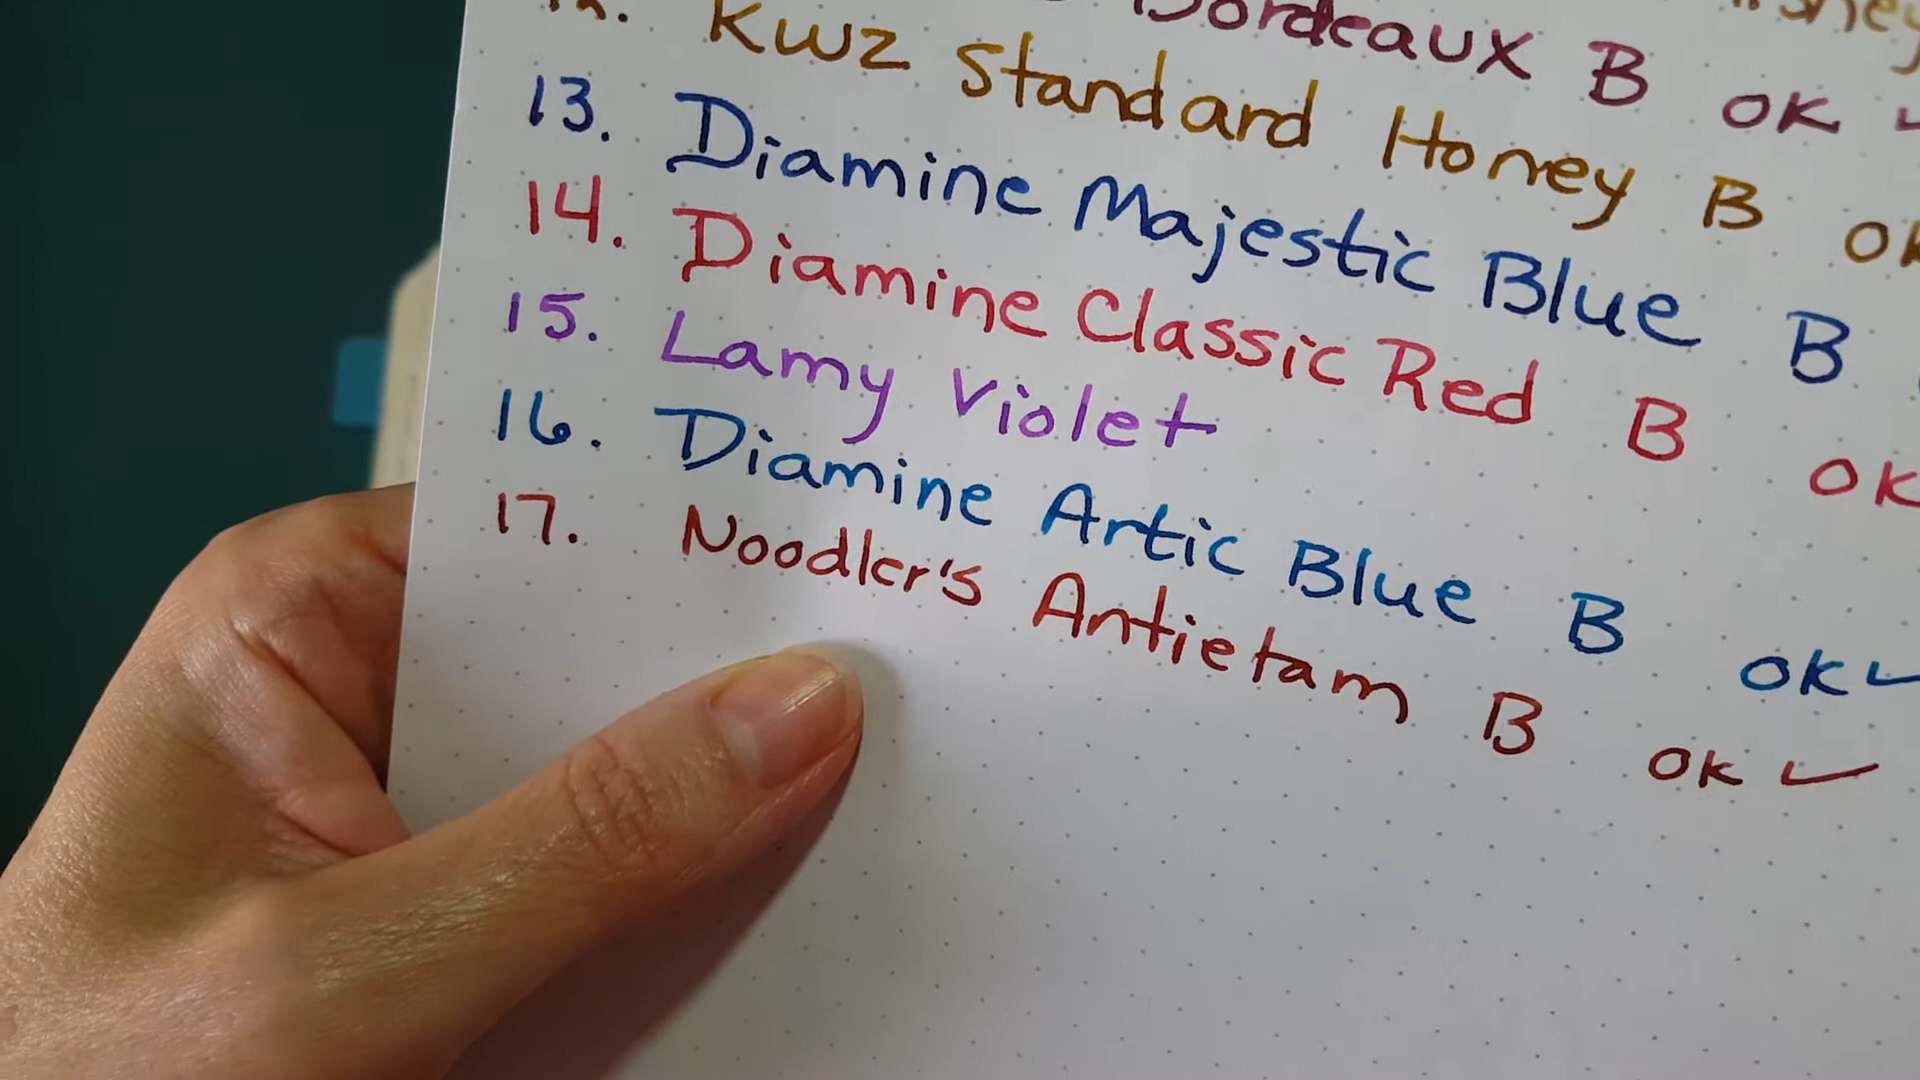 Bordeaux B OK
12. KWZ Standard Honey B OK
13. Diamine Majestic Blue B
14. Diamine Classic Red B OK
15. Lamy Violet
16. Diamine Artic Blue B OK ✓
17. Noodler's Antietam B OK ✓